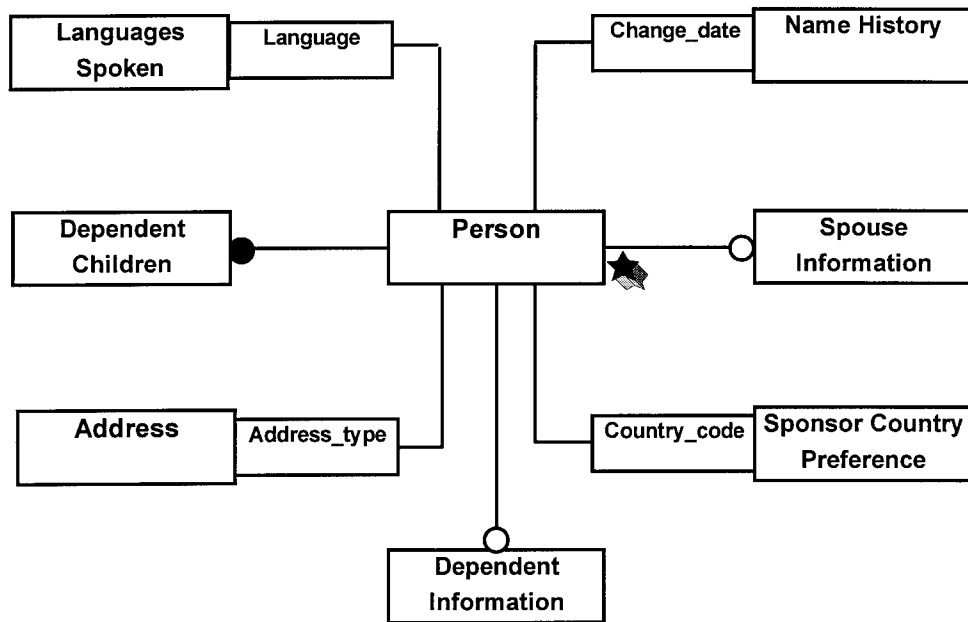 Languages
Spoken
Language
Change_date
Name History
Dependent
Children
Person
Spouse
Information
Address
Address_type
Country_code
Sponsor Country
Preference
Dependent
Information